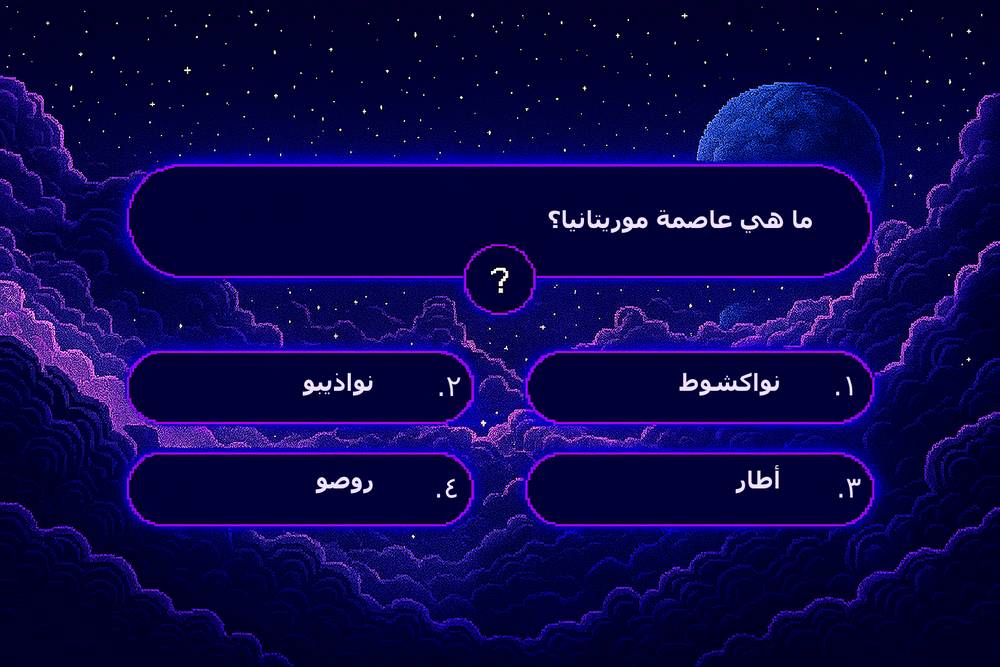 ما هي عاصمة موريتانيا؟
?
١. نواكشوط
٢. نواذيبو
٣. أطار
٤. روصو